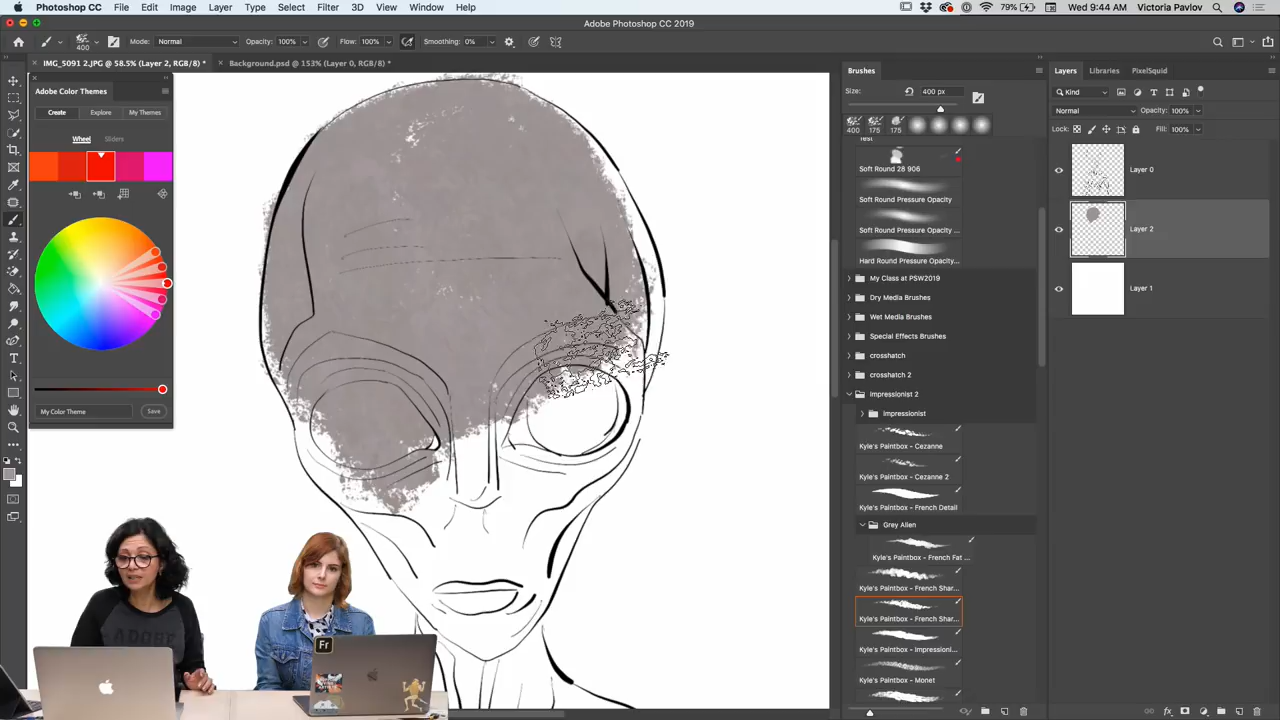 Photoshop CC File Edit Image Layer Type Select Filter 3D View Window Help 79% Wed 9:44 AM Victoria Pavlov
Adobe Photoshop CC 2019
400 Mode: Normal Opacity: 100% Flow: 100% Smoothing: 0%
IMG_5091 2.JPG @ 58.5% (Layer 2, RGB/8) * Background.psd @ 153% (Layer 0, RGB/8) *
Adobe Color Themes
Create Explore My Themes
Wheel Sliders
My Color Theme Save
Brushes
Size: 400 px
400 175 175
Test
Soft Round 28 906
Soft Round Pressure Opacity
Soft Round Pressure Opacity ...
Hard Round Pressure Opacity...
My Class at PSW2019
Dry Media Brushes
Wet Media Brushes
Special Effects Brushes
crosshatch
crosshatch 2
Impressionist 2
Impressionist
Kyle's Paintbox - Cezanne
Kyle's Paintbox - Cezanne 2
Kyle's Paintbox - French Detail
Grey Alien
Kyle's Paintbox - French Fat ...
Kyle's Paintbox - French Shar...
Kyle's Paintbox - French Shar...
Kyle's Paintbox - Impressioni...
Kyle's Paintbox - Monet
Layers Libraries PixelSquid
Kind
Normal Opacity: 100%
Lock: Fill: 100%
Layer 0
Layer 2
Layer 1
ADOBE
Fr